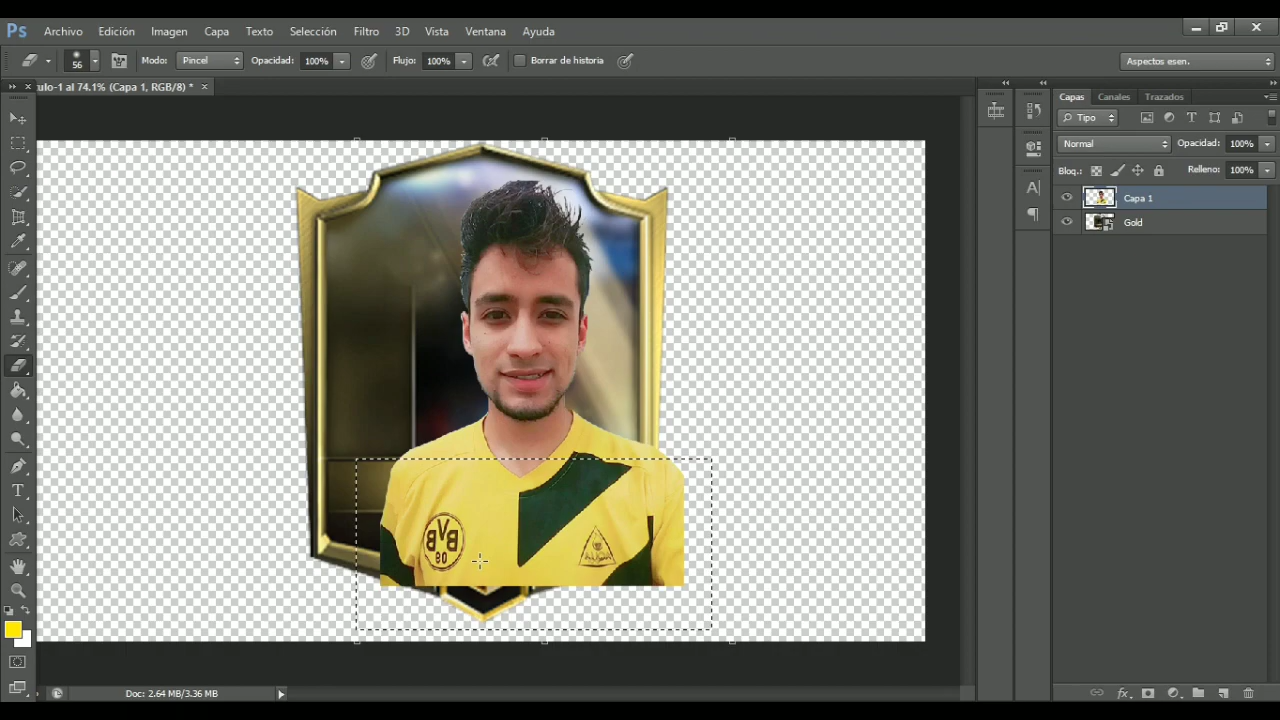 Ps Archivo Edición Imagen Capa Texto Selección Filtro 3D Vista Ventana Ayuda
56 Modo: Pincel Opacidad: 100% Flujo: 100% Borrar de historia Aspectos esen.
ulo-1 al 74.1% (Capa 1, RGB/8) *
Capas Canales Trazados
Tipo
Normal Opacidad: 100%
Bloq.: Relleno: 100%
Capa 1
Gold
BVB
Doc: 2.64 MB/3.36 MB